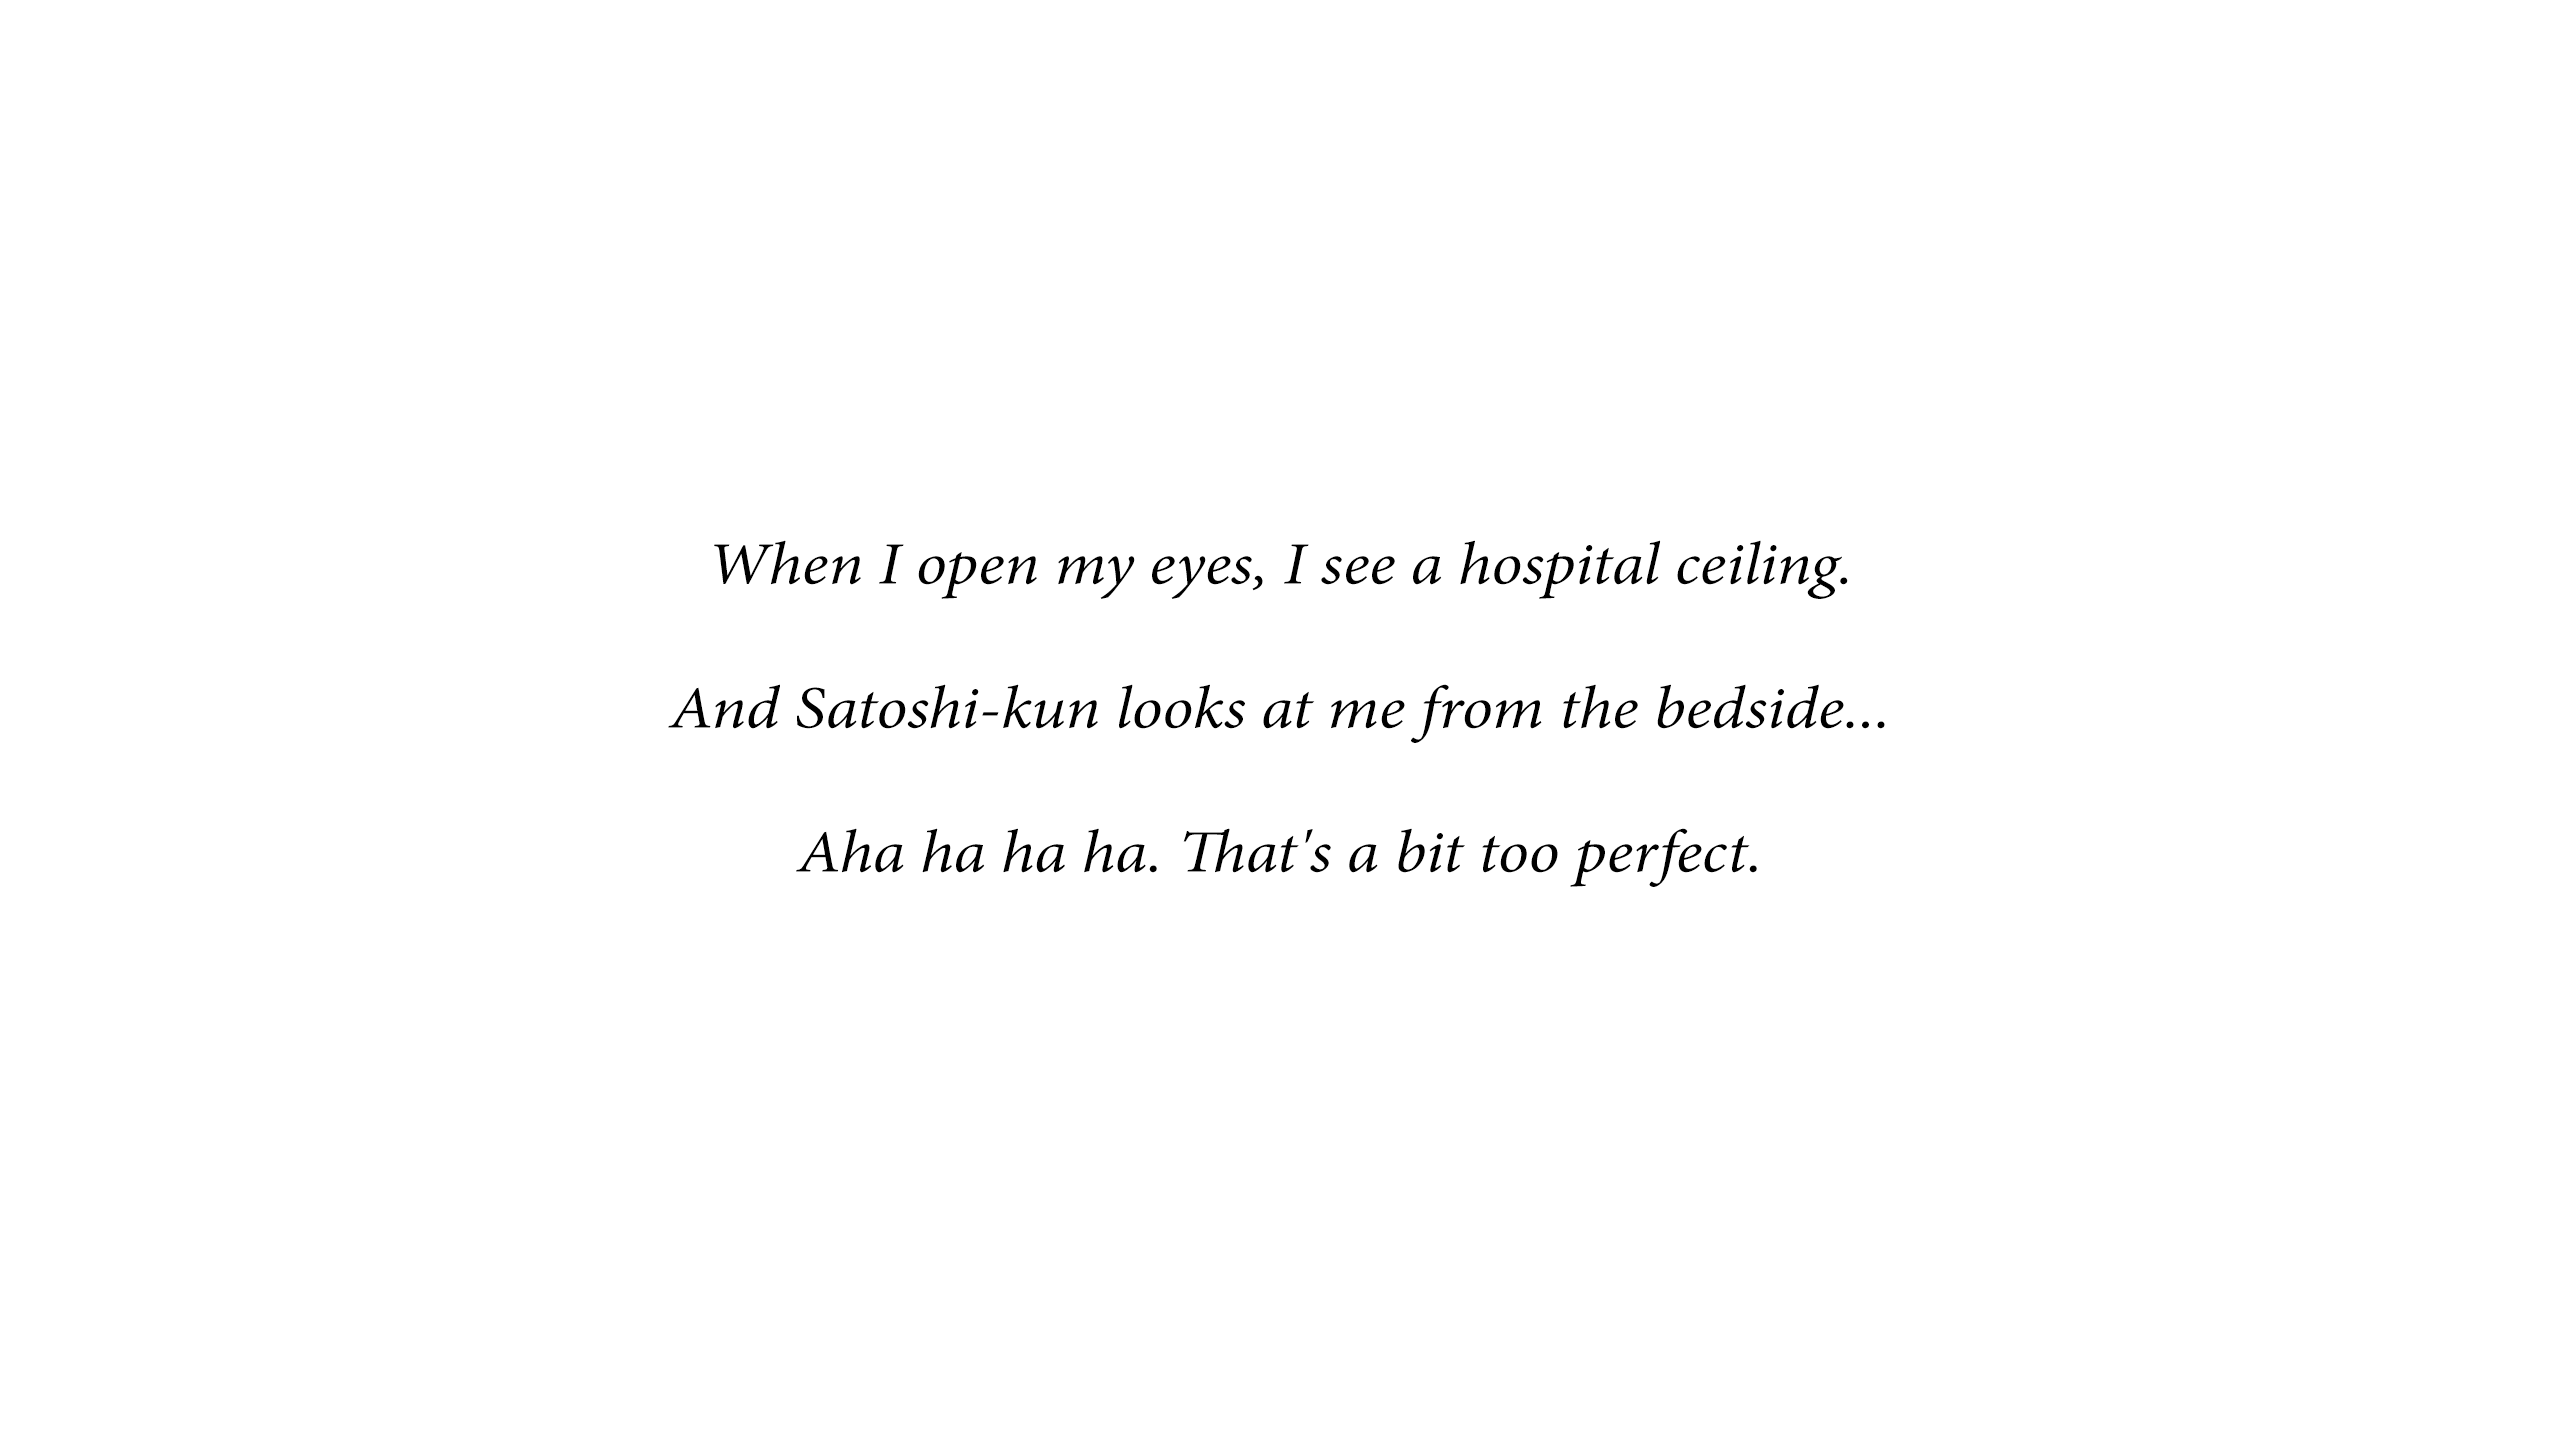 When I open my eyes, I see a hospital ceiling.
And Satoshi-kun looks at me from the bedside...
Aha ha ha ha. That's a bit too perfect.